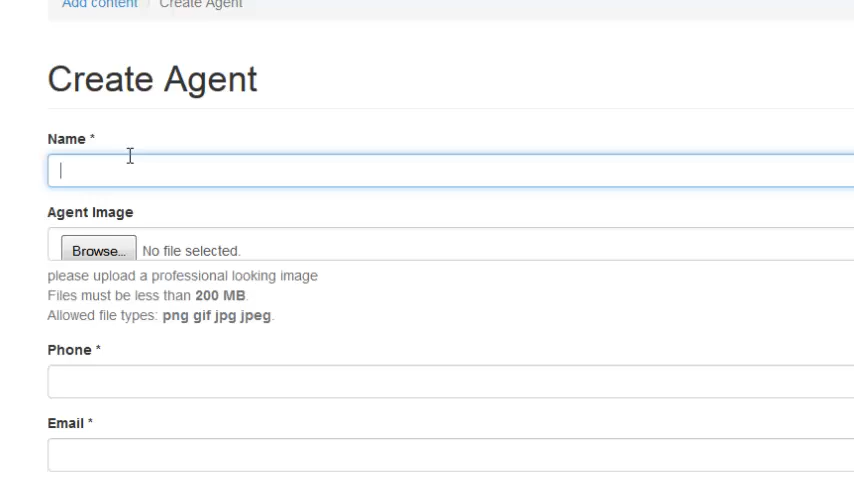 Add content / Create Agent
Create Agent
Name *
Agent Image
Browse... No file selected.
please upload a professional looking image
Files must be less than 200 MB.
Allowed file types: png gif jpg jpeg.
Phone *
Email *